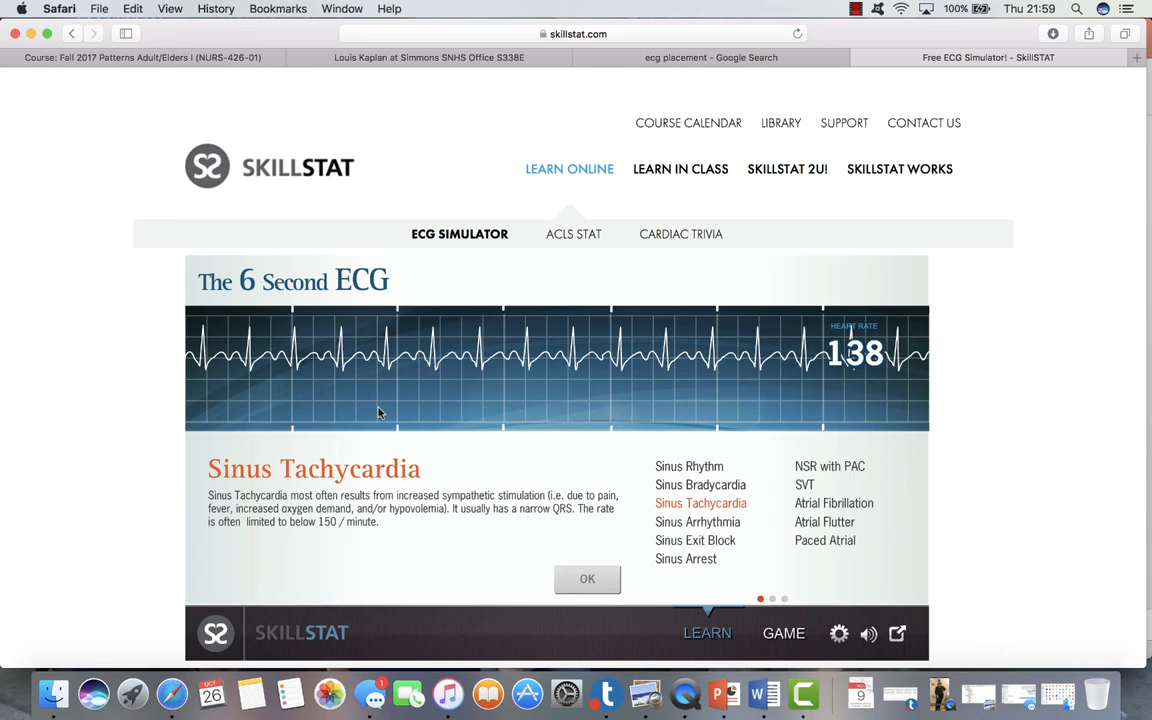 Safari File Edit View History Bookmarks Window Help 100% Thu 21:59
skillstat.com
Course: Fall 2017 Patterns Adult/Elders I (NURS-426-01) Louis Kaplan at Simmons SNHS Office S338E ecg placement - Google Search Free ECG Simulator! - SkillSTAT
COURSE CALENDAR LIBRARY SUPPORT CONTACT US
SKILLSTAT LEARN ONLINE LEARN IN CLASS SKILLSTAT 2U! SKILLSTAT WORKS
ECG SIMULATOR ACLS STAT CARDIAC TRIVIA
The 6 Second ECG
HEART RATE
138
Sinus Tachycardia
Sinus Tachycardia most often results from increased sympathetic stimulation (i.e. due to pain,
fever, increased oxygen demand, and/or hypovolemia). It usually has a narrow QRS. The rate
is often limited to below 150 / minute.
OK
Sinus Rhythm NSR with PAC
Sinus Bradycardia SVT
Sinus Tachycardia Atrial Fibrillation
Sinus Arrhythmia Atrial Flutter
Sinus Exit Block Paced Atrial
Sinus Arrest
SKILLSTAT LEARN GAME
OCT
26
1
9